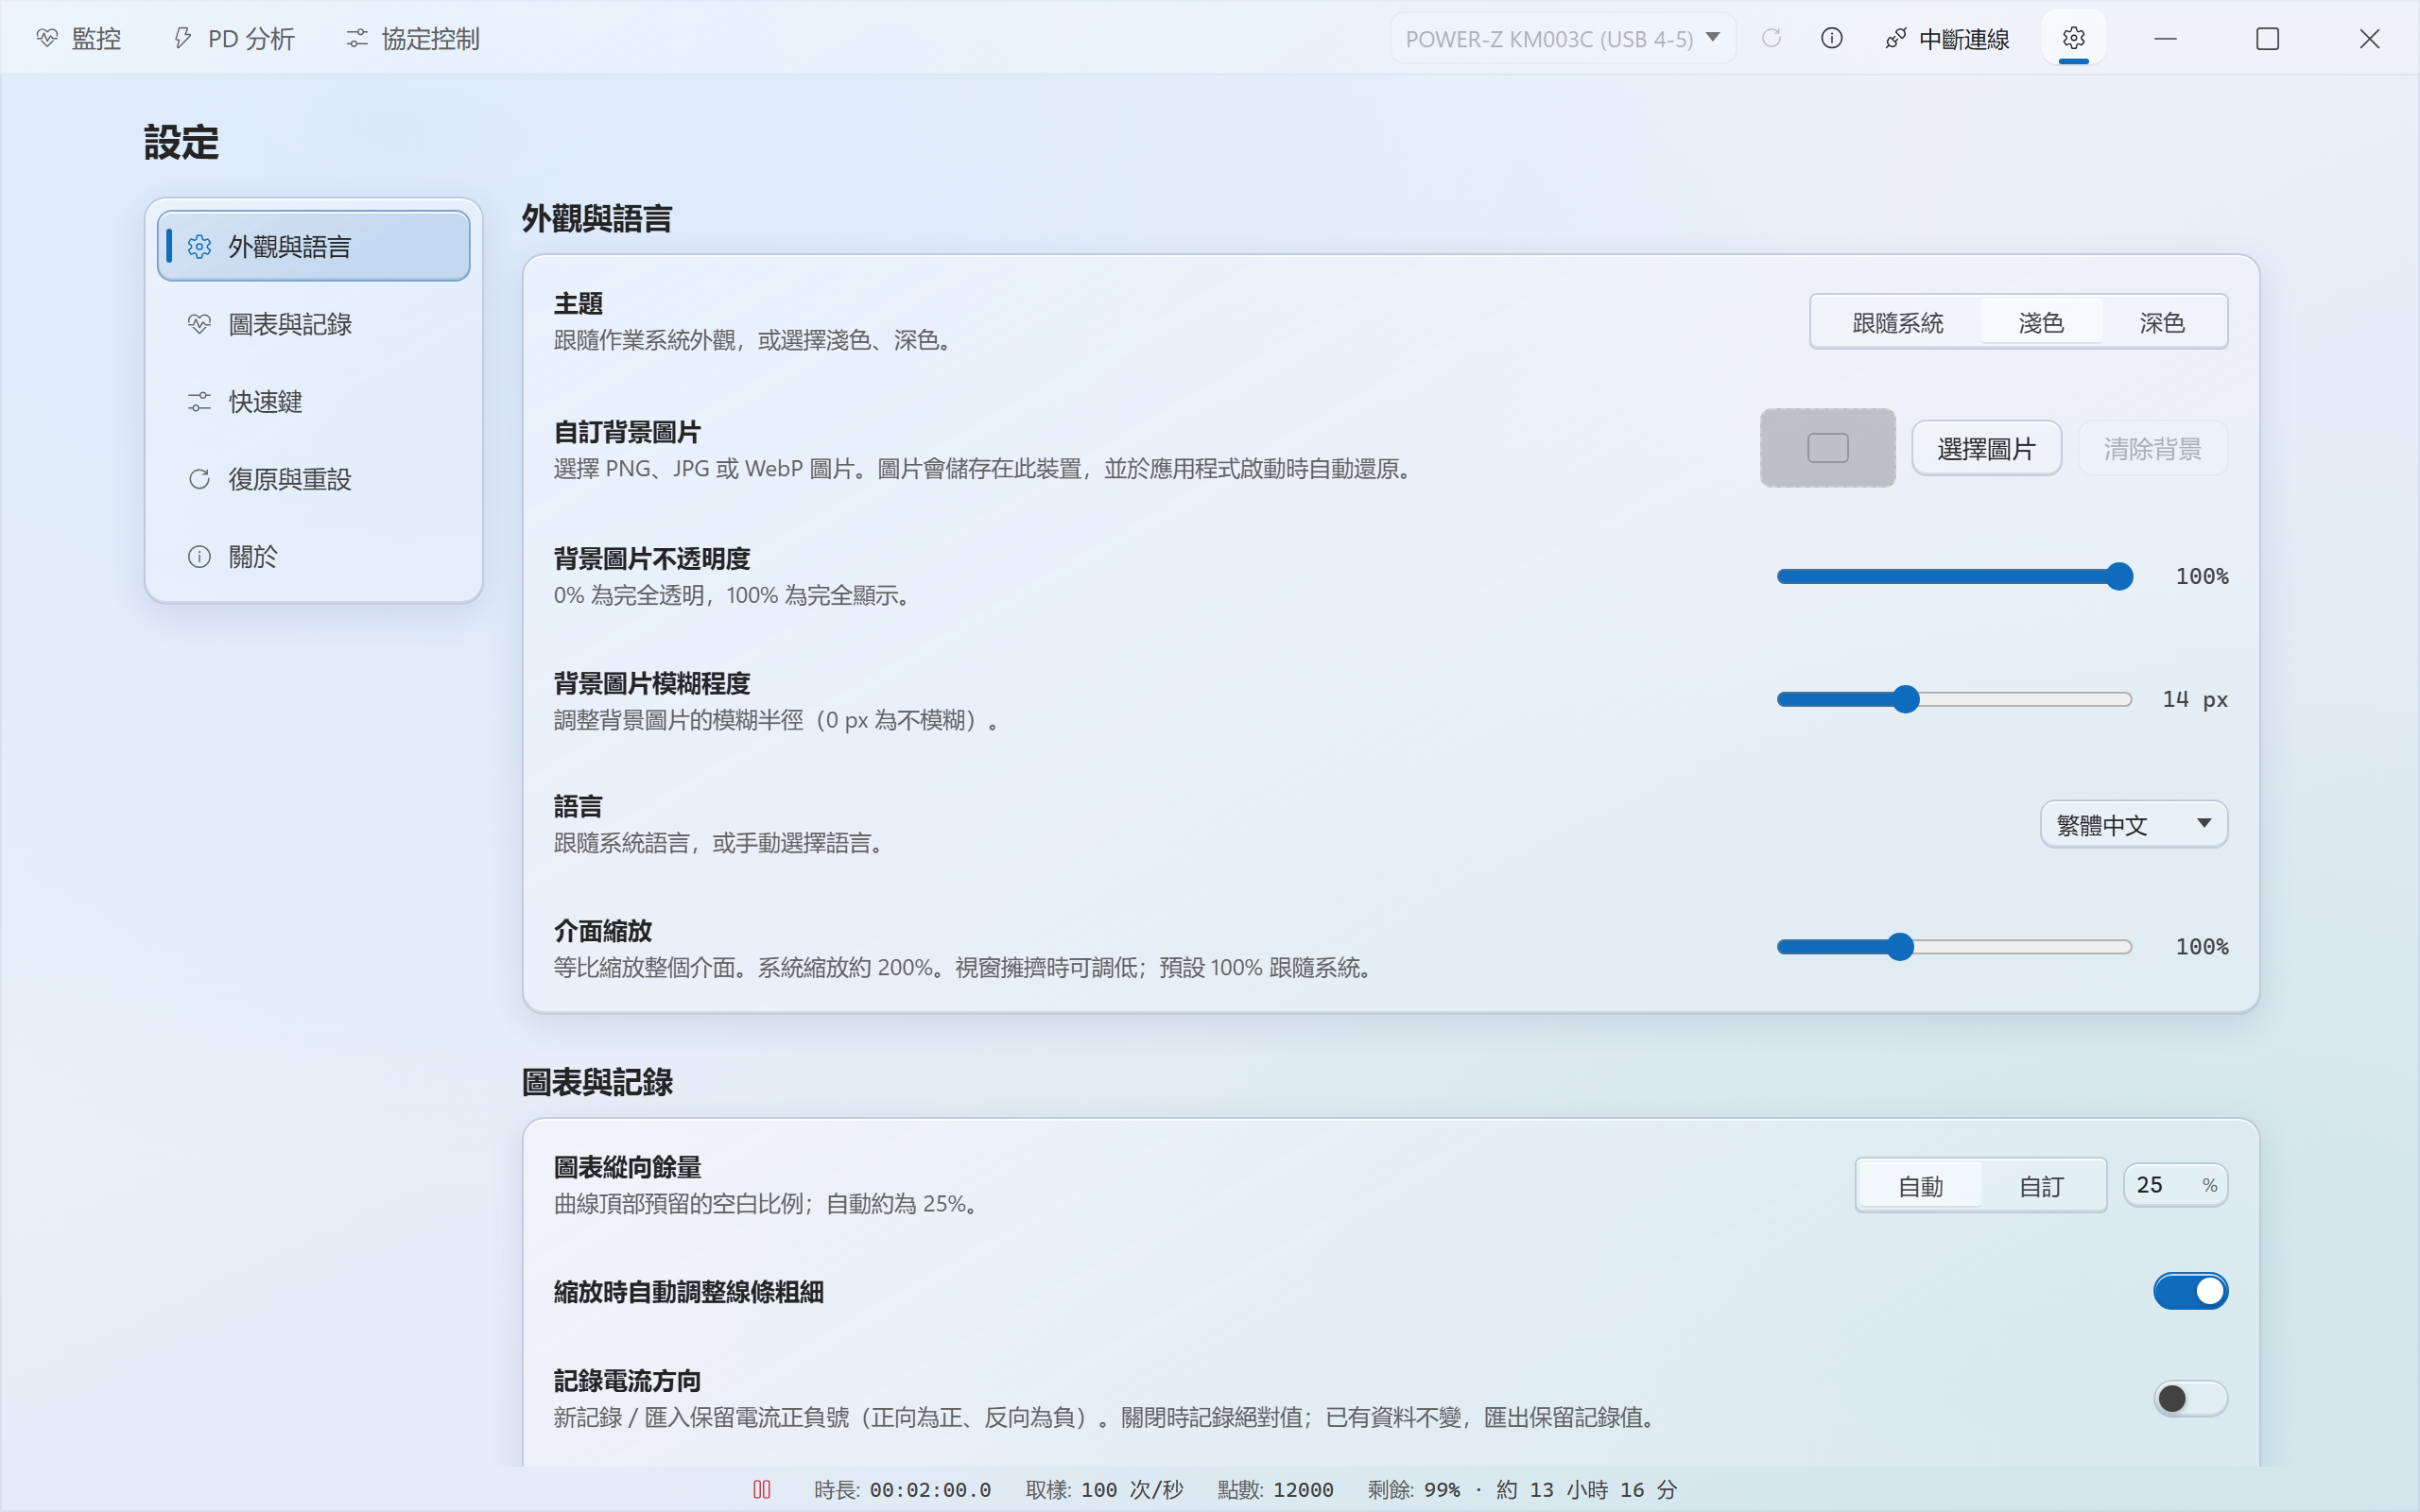 監控
PD 分析
協定控制
POWER-Z KM003C (USB 4-5)
中斷連線
設定
外觀與語言
圖表與記錄
快速鍵
復原與重設
關於
外觀與語言
主題
跟隨作業系統外觀，或選擇淺色、深色。
跟隨系統
淺色
深色
自訂背景圖片
選擇 PNG、JPG 或 WebP 圖片。圖片會儲存在此裝置，並於應用程式啟動時自動還原。
選擇圖片
清除背景
背景圖片不透明度
0% 為完全透明，100% 為完全顯示。
100%
背景圖片模糊程度
調整背景圖片的模糊半徑（0 px 為不模糊）。
14 px
語言
跟隨系統語言，或手動選擇語言。
繁體中文
介面縮放
等比縮放整個介面。系統縮放約 200%。視窗擁擠時可調低；預設 100% 跟隨系統。
100%
圖表與記錄
圖表縱向餘量
曲線頂部預留的空白比例；自動約為 25%。
自動
自訂
25 %
縮放時自動調整線條粗細
記錄電流方向
新記錄 / 匯入保留電流正負號（正向為正、反向為負）。關閉時記錄絕對值；已有資料不變，匯出保留記錄值。
時長: 00:02:00.0 取樣: 100 次/秒 點數: 12000 剩餘: 99% · 約 13 小時 16 分